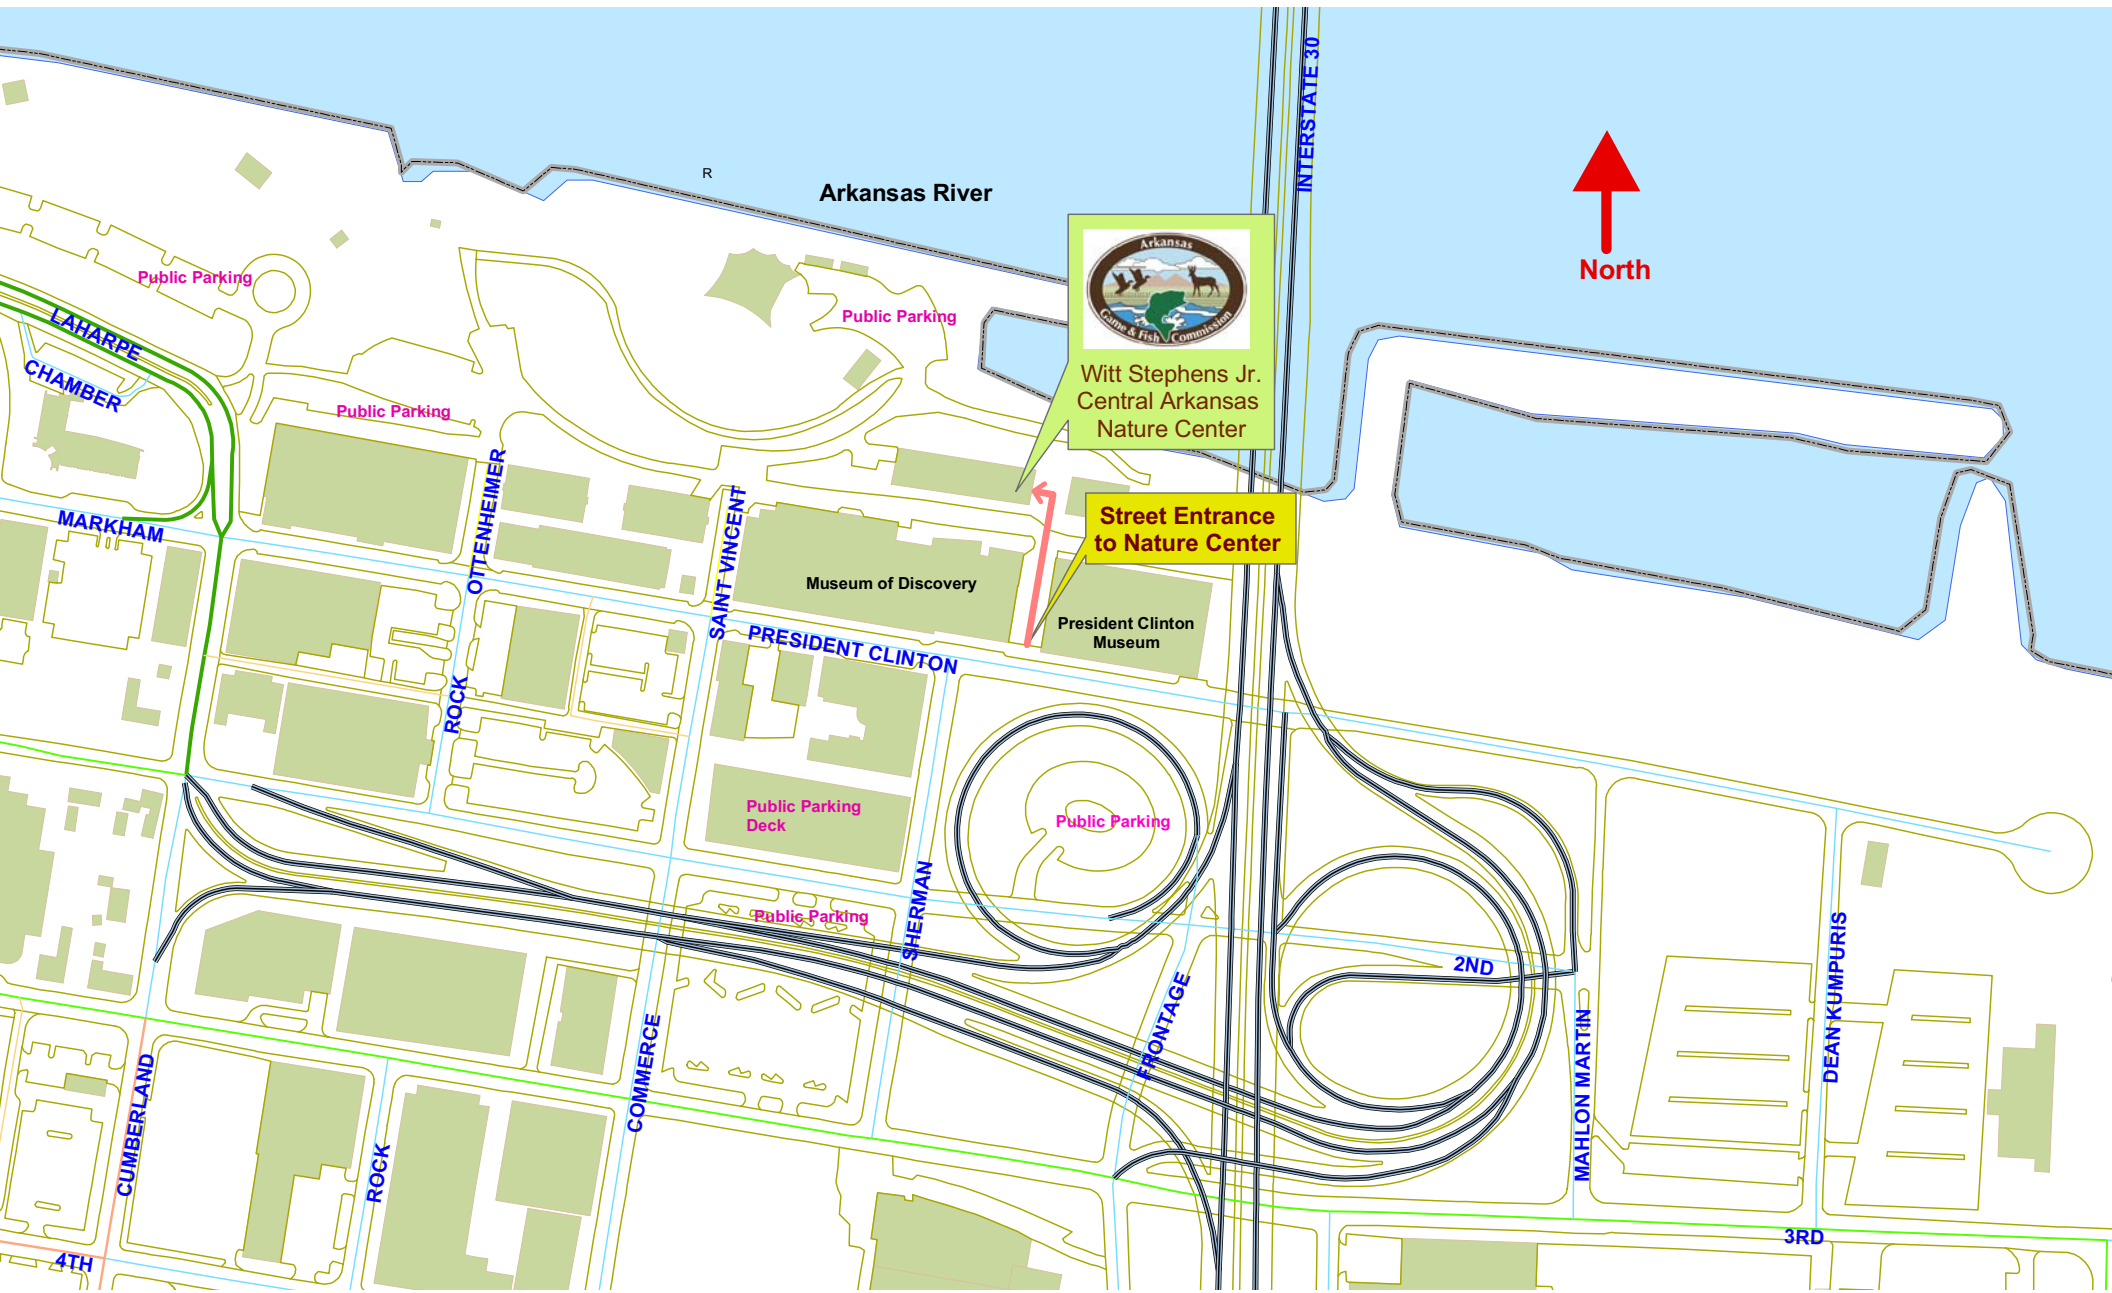 INTERSTATE 30
R
Arkansas River
Arkansas
Game & Fish Commission
North
Public Parking
Public Parking
LAHARPE
CHAMBER
Witt Stephens Jr.
Central Arkansas
Nature Center
Public Parking
OTTENHEIMER
SAINT VINCENT
MARKHAM
Street Entrance
to Nature Center
Museum of Discovery
President Clinton
Museum
PRESIDENT CLINTON
ROCK
Public Parking
Deck
Public Parking
Public Parking
SHERMAN
2ND
FRONTAGE
DEAN KUMPURIS
MAHLON MARTIN
COMMERCE
CUMBERLAND
ROCK
3RD
4TH